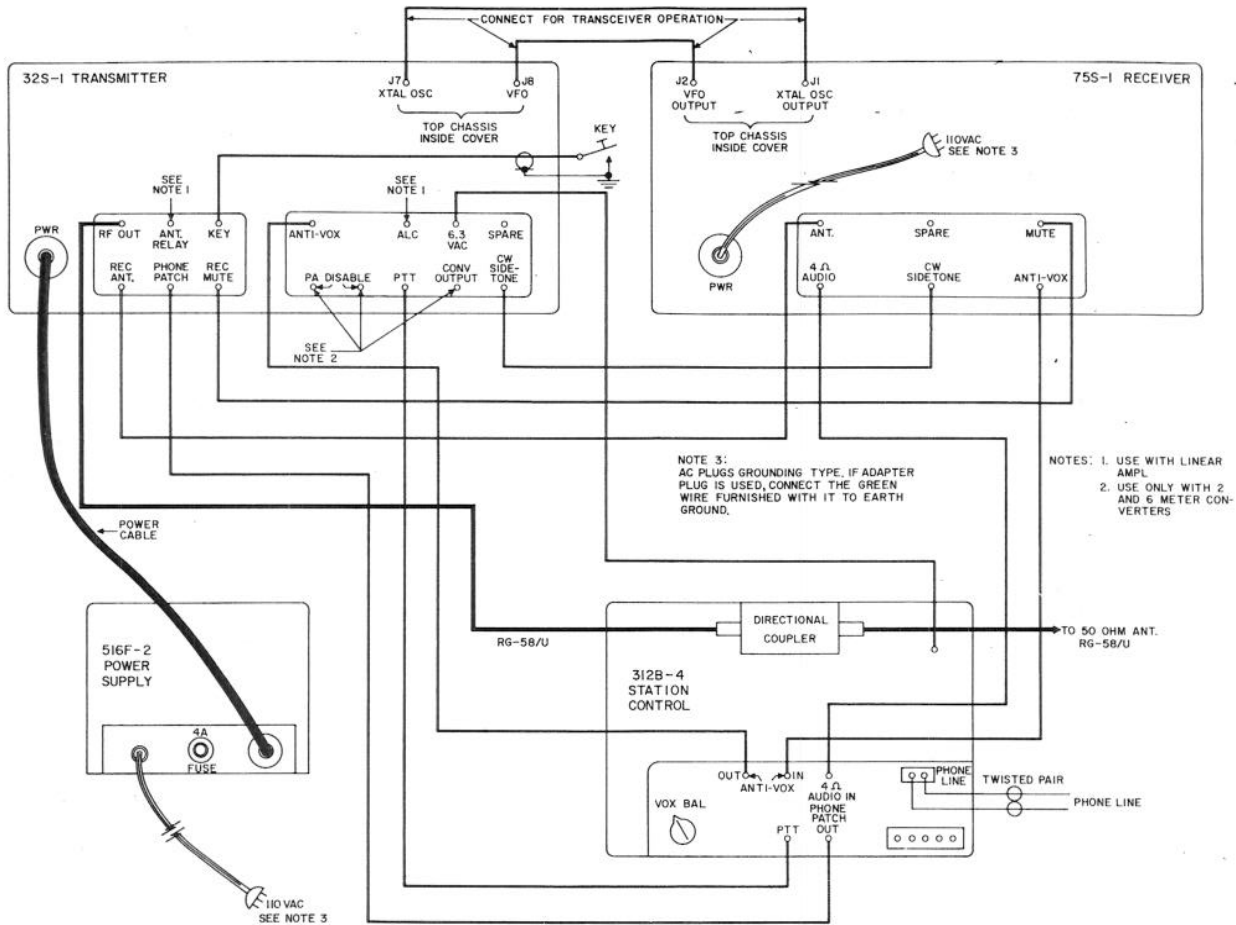 CONNECT FOR TRANSCEIVER OPERATION
32S-1 TRANSMITTER
J7
XTAL OSC
J8
VFO
TOP CHASSIS
INSIDE COVER
KEY
SEE
NOTE 1
SEE
NOTE 1
PWR
RF OUT
ANT.
RELAY
KEY
REC
ANT.
PHONE
PATCH
REC
MUTE
ANTI-VOX
ALC
6.3
VAC
SPARE
PA DISABLE
PTT
CONV
OUTPUT
CW
SIDE-
TONE
SEE
NOTE 2
75S-1 RECEIVER
J2
VFO
OUTPUT
J1
XTAL OSC
OUTPUT
TOP CHASSIS
INSIDE COVER
110VAC
SEE NOTE 3
PWR
ANT.
SPARE
MUTE
4 Ω
AUDIO
CW
SIDETONE
ANTI-VOX
NOTE 3:
AC PLUGS GROUNDING TYPE. IF ADAPTER
PLUG IS USED, CONNECT THE GREEN
WIRE FURNISHED WITH IT TO EARTH
GROUND.
NOTES: 1. USE WITH LINEAR
AMPL
2. USE ONLY WITH 2
AND 6 METER CON-
VERTERS
POWER
CABLE
516F-2
POWER
SUPPLY
4A
FUSE
110 VAC
SEE NOTE 3
RG-58/U
DIRECTIONAL
COUPLER
TO 50 OHM ANT.
RG-58/U
312B-4
STATION
CONTROL
OUT
IN
ANTI-VOX
4 Ω
AUDIO IN
PHONE
PATCH
OUT
VOX BAL
PTT
PHONE
LINE
TWISTED PAIR
PHONE LINE